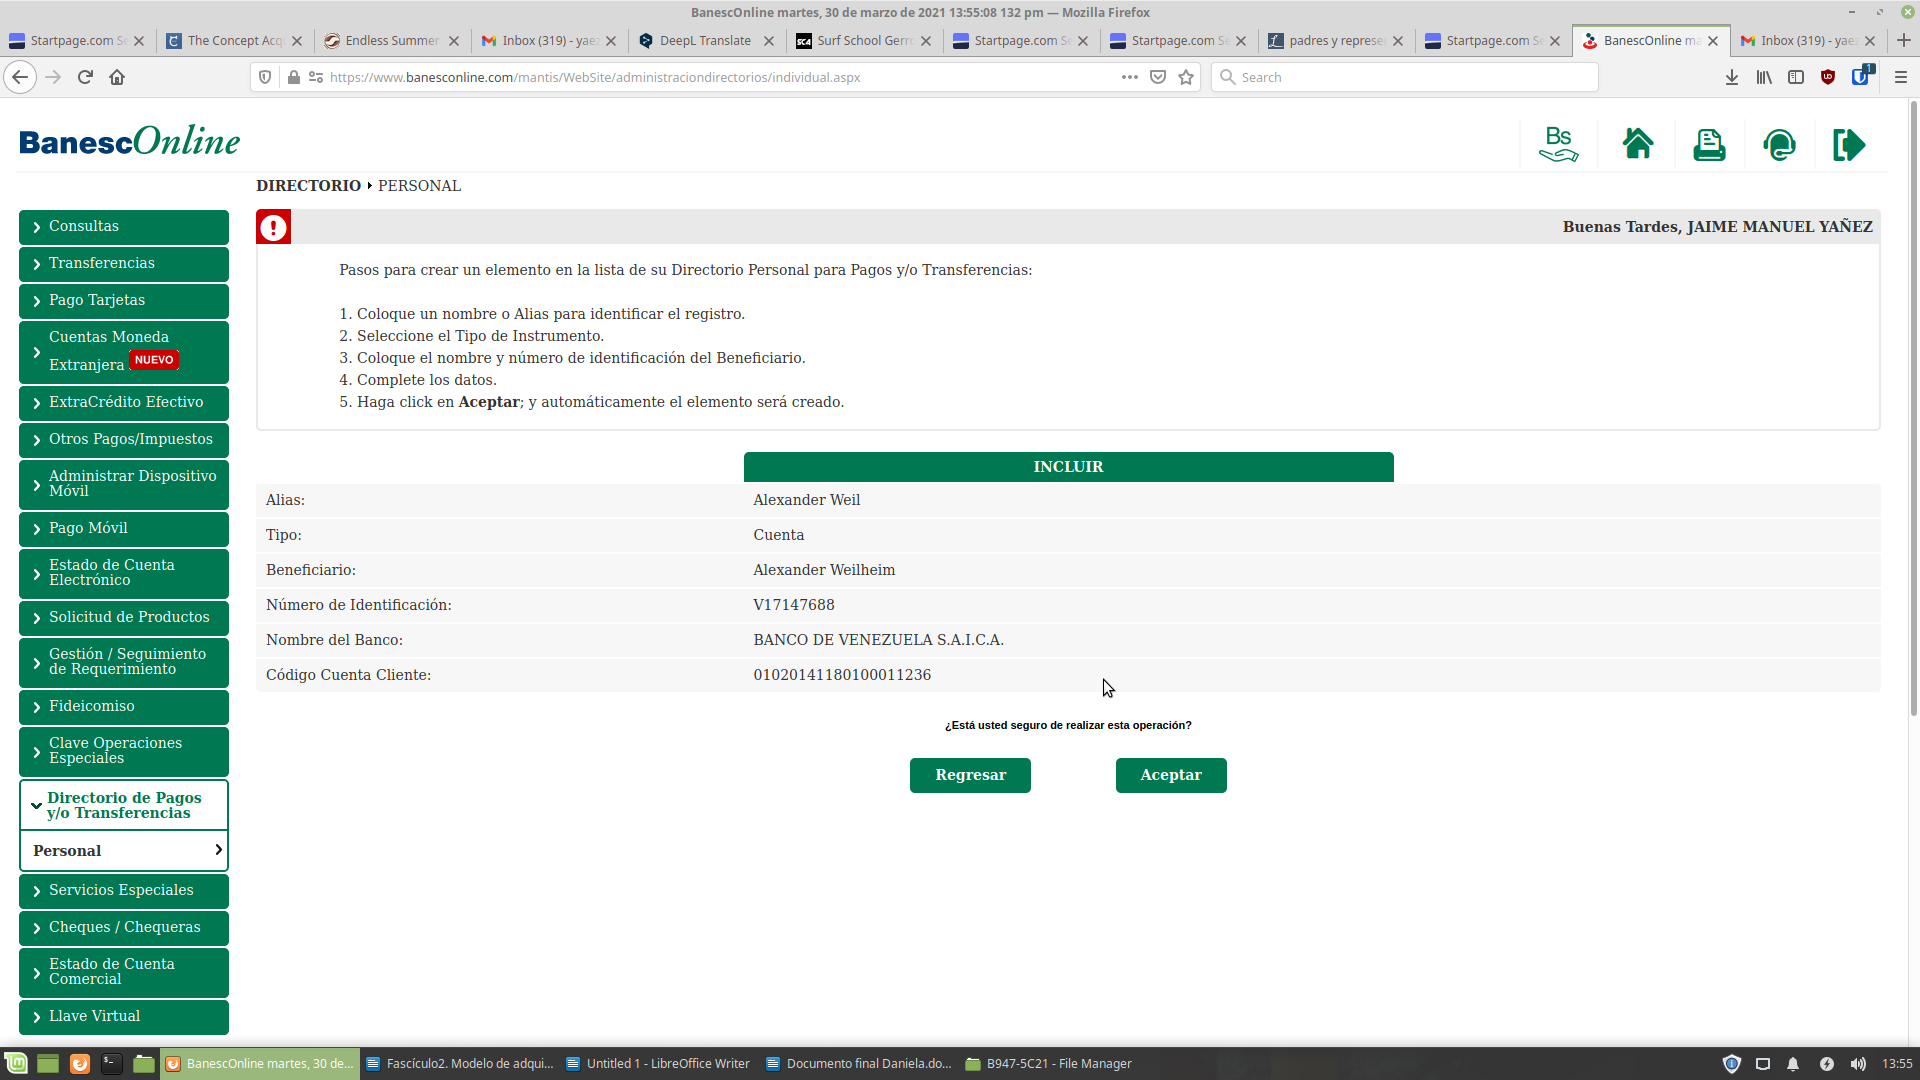 BanescOnline martes, 30 de marzo de 2021 13:55:08 132 pm — Mozilla Firefox
Startpage.com Se
The Concept Acq
Endless Summer
Inbox (319) - yaez
DeepL Translate
Surf School Gerro
Startpage.com Se
Startpage.com Se
padres y represe
Startpage.com Se
BanescOnline ma
Inbox (319) - yaez
https://www.banesconline.com/mantis/WebSite/administraciondirectorios/individual.aspx
Search
1
BanescOnline
Bs
DIRECTORIO PERSONAL
Buenas Tardes, JAIME MANUEL YAÑEZ
Pasos para crear un elemento en la lista de su Directorio Personal para Pagos y/o Transferencias:
1. Coloque un nombre o Alias para identificar el registro.
2. Seleccione el Tipo de Instrumento.
3. Coloque el nombre y número de identificación del Beneficiario.
4. Complete los datos.
5. Haga click en Aceptar; y automáticamente el elemento será creado.
INCLUIR
Alias: Alexander Weil
Tipo: Cuenta
Beneficiario: Alexander Weilheim
Número de Identificación: V17147688
Nombre del Banco: BANCO DE VENEZUELA S.A.I.C.A.
Código Cuenta Cliente: 01020141180100011236
¿Está usted seguro de realizar esta operación?
Regresar
Aceptar
Consultas
Transferencias
Pago Tarjetas
Cuentas Moneda
Extranjera NUEVO
ExtraCrédito Efectivo
Otros Pagos/Impuestos
Administrar Dispositivo
Móvil
Pago Móvil
Estado de Cuenta
Electrónico
Solicitud de Productos
Gestión / Seguimiento
de Requerimiento
Fideicomiso
Clave Operaciones
Especiales
Directorio de Pagos
y/o Transferencias
Personal
Servicios Especiales
Cheques / Chequeras
Estado de Cuenta
Comercial
Llave Virtual
BanescOnline martes, 30 de...
Fascículo2. Modelo de adqui...
Untitled 1 - LibreOffice Writer
Documento final Daniela.do...
B947-5C21 - File Manager
13:55